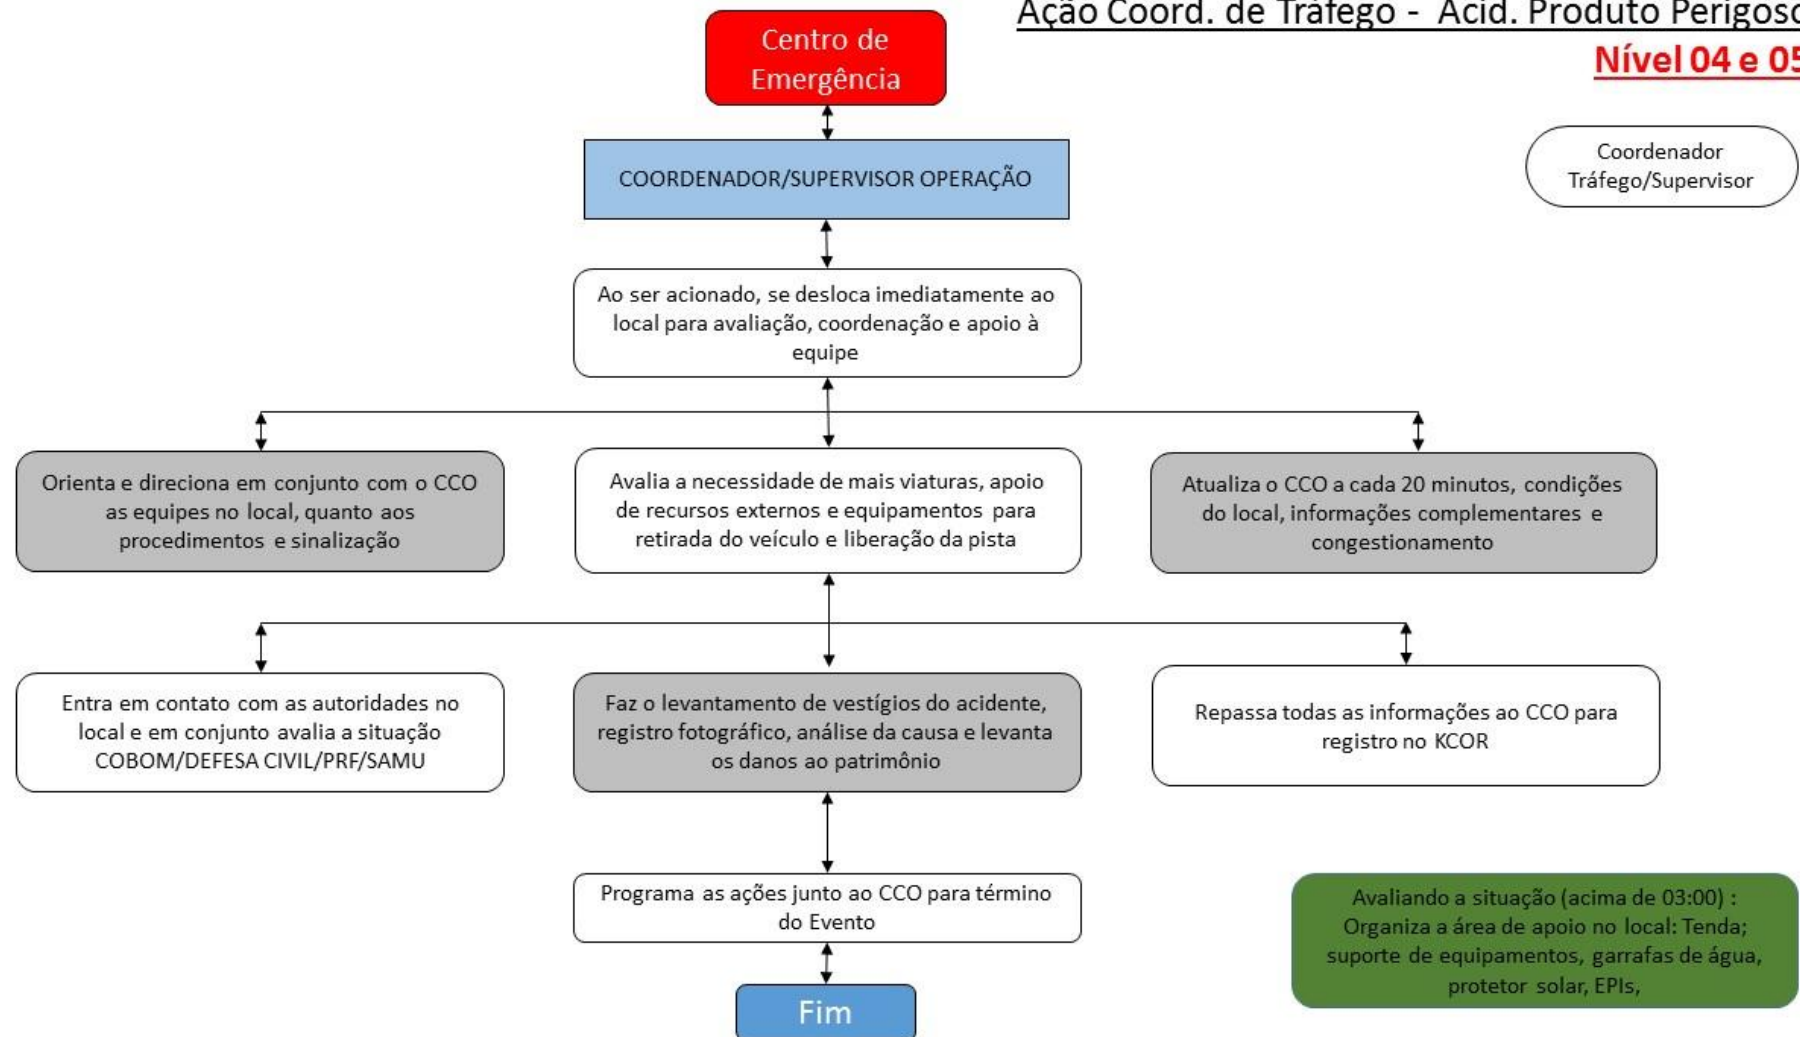 Ação Coord. de Tráfego - Acid. Produto Perigoso
Nível 04 e 05
Centro de
Emergência
COORDENADOR/SUPERVISOR OPERAÇÃO
Coordenador
Tráfego/Supervisor
Ao ser acionado, se desloca imediatamente ao
local para avaliação, coordenação e apoio à
equipe
Orienta e direciona em conjunto com o CCO
as equipes no local, quanto aos
procedimentos e sinalização
Avalia a necessidade de mais viaturas, apoio
de recursos externos e equipamentos para
retirada do veículo e liberação da pista
Atualiza o CCO a cada 20 minutos, condições
do local, informações complementares e
congestionamento
Entra em contato com as autoridades no
local e em conjunto avalia a situação
COBOM/DEFESA CIVIL/PRF/SAMU
Faz o levantamento de vestígios do acidente,
registro fotográfico, análise da causa e levanta
os danos ao patrimônio
Repassa todas as informações ao CCO para
registro no KCOR
Programa as ações junto ao CCO para término
do Evento
Avaliando a situação (acima de 03:00) :
Organiza a área de apoio no local: Tenda;
suporte de equipamentos, garrafas de água,
protetor solar, EPIs,
Fim